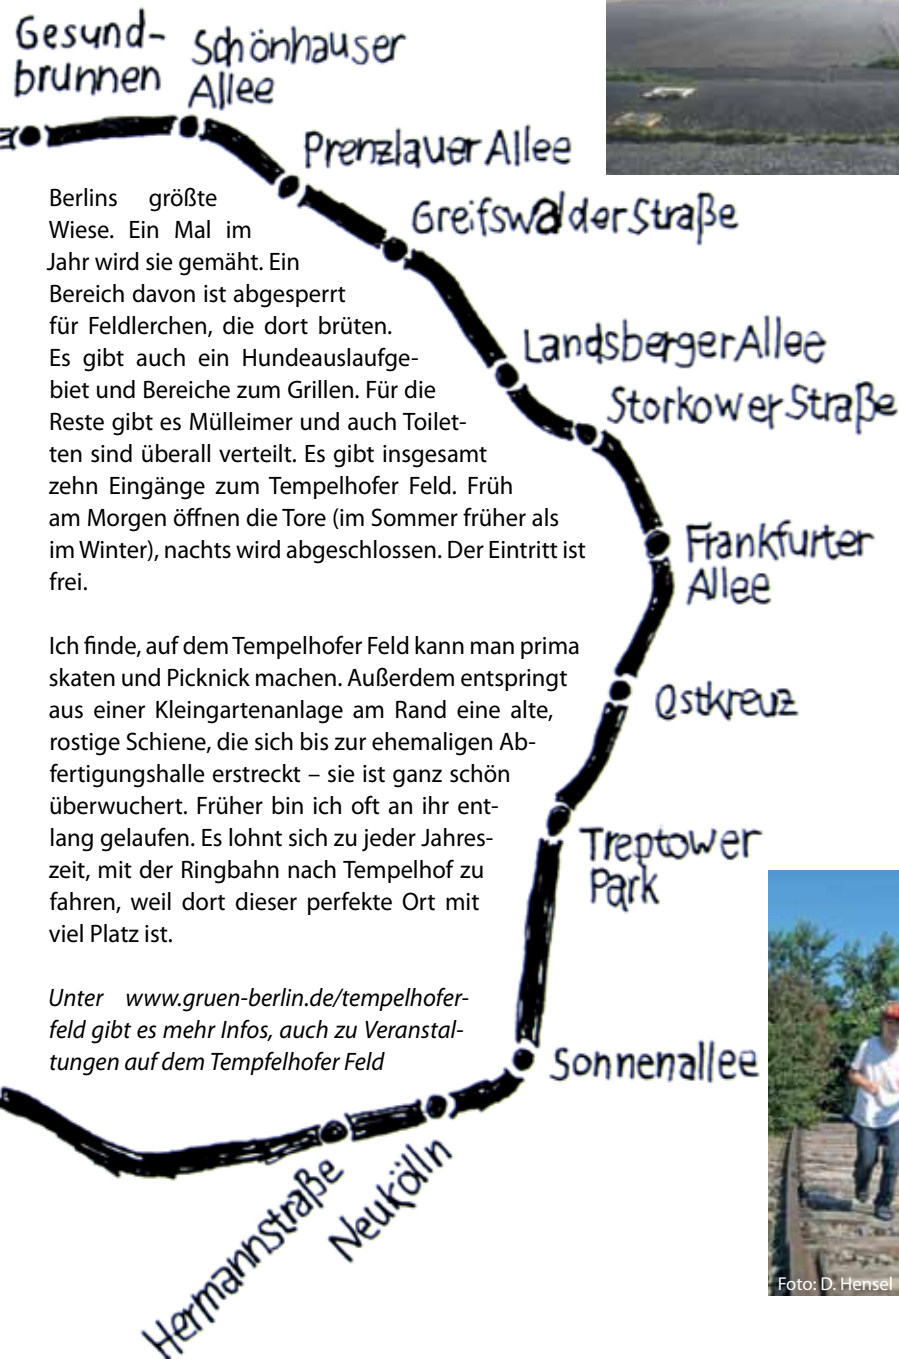 Gesund-
brunnen
Schönhauser
Allee
Prenzlauer Allee
Greifswalder Straße
Landsberger Allee
Storkower Straße
Frankfurter
Allee
Ostkreuz
Treptower
Park
Sonnenallee
Neukölln
Hermannstraße
Berlins größte
Wiese. Ein Mal im
Jahr wird sie gemäht. Ein
Bereich davon ist abgesperrt
für Feldlerchen, die dort brüten.
Es gibt auch ein Hundeauslaufge-
biet und Bereiche zum Grillen. Für die
Reste gibt es Mülleimer und auch Toilet-
ten sind überall verteilt. Es gibt insgesamt
zehn Eingänge zum Tempelhofer Feld. Früh
am Morgen öffnen die Tore (im Sommer früher als
im Winter), nachts wird abgeschlossen. Der Eintritt ist
frei.
Ich finde, auf dem Tempelhofer Feld kann man prima
skaten und Picknick machen. Außerdem entspringt
aus einer Kleingartenanlage am Rand eine alte,
rostige Schiene, die sich bis zur ehemaligen Ab-
fertigungshalle erstreckt – sie ist ganz schön
überwuchert. Früher bin ich oft an ihr ent-
lang gelaufen. Es lohnt sich zu jeder Jahres-
zeit, mit der Ringbahn nach Tempelhof zu
fahren, weil dort dieser perfekte Ort mit
viel Platz ist.
Unter www.gruen-berlin.de/tempelhofer-
feld gibt es mehr Infos, auch zu Veranstal-
tungen auf dem Tempfelhofer Feld
Foto: D. Hensel